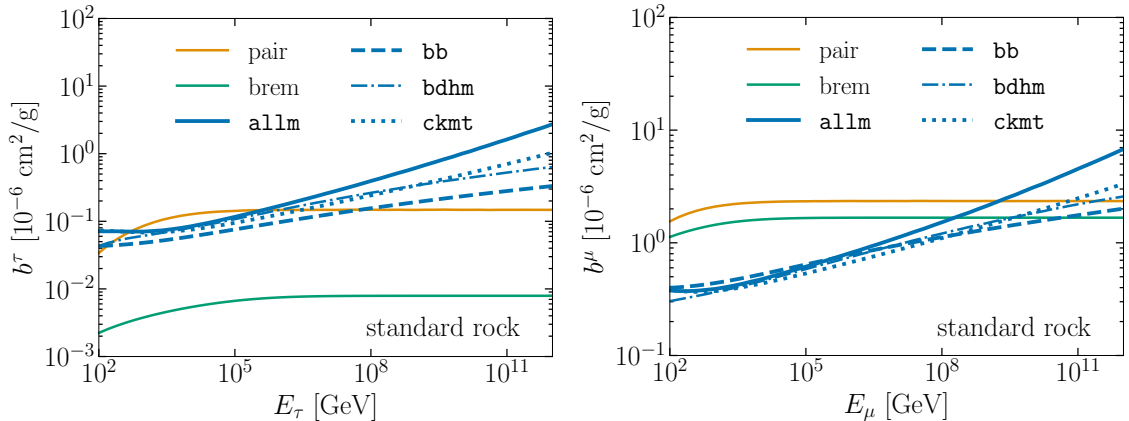 10^2
10^1
10^0
10^{-1}
10^{-2}
10^{-3}
b^τ [10^{-6} cm^2/g]
pair
brem
allm
bb
bdhm
ckmt
standard rock
10^2
10^5
10^8
10^{11}
E_τ [GeV]
10^2
10^1
10^0
10^{-1}
b^μ [10^{-6} cm^2/g]
pair
brem
allm
bb
bdhm
ckmt
standard rock
10^2
10^5
10^8
10^{11}
E_μ [GeV]